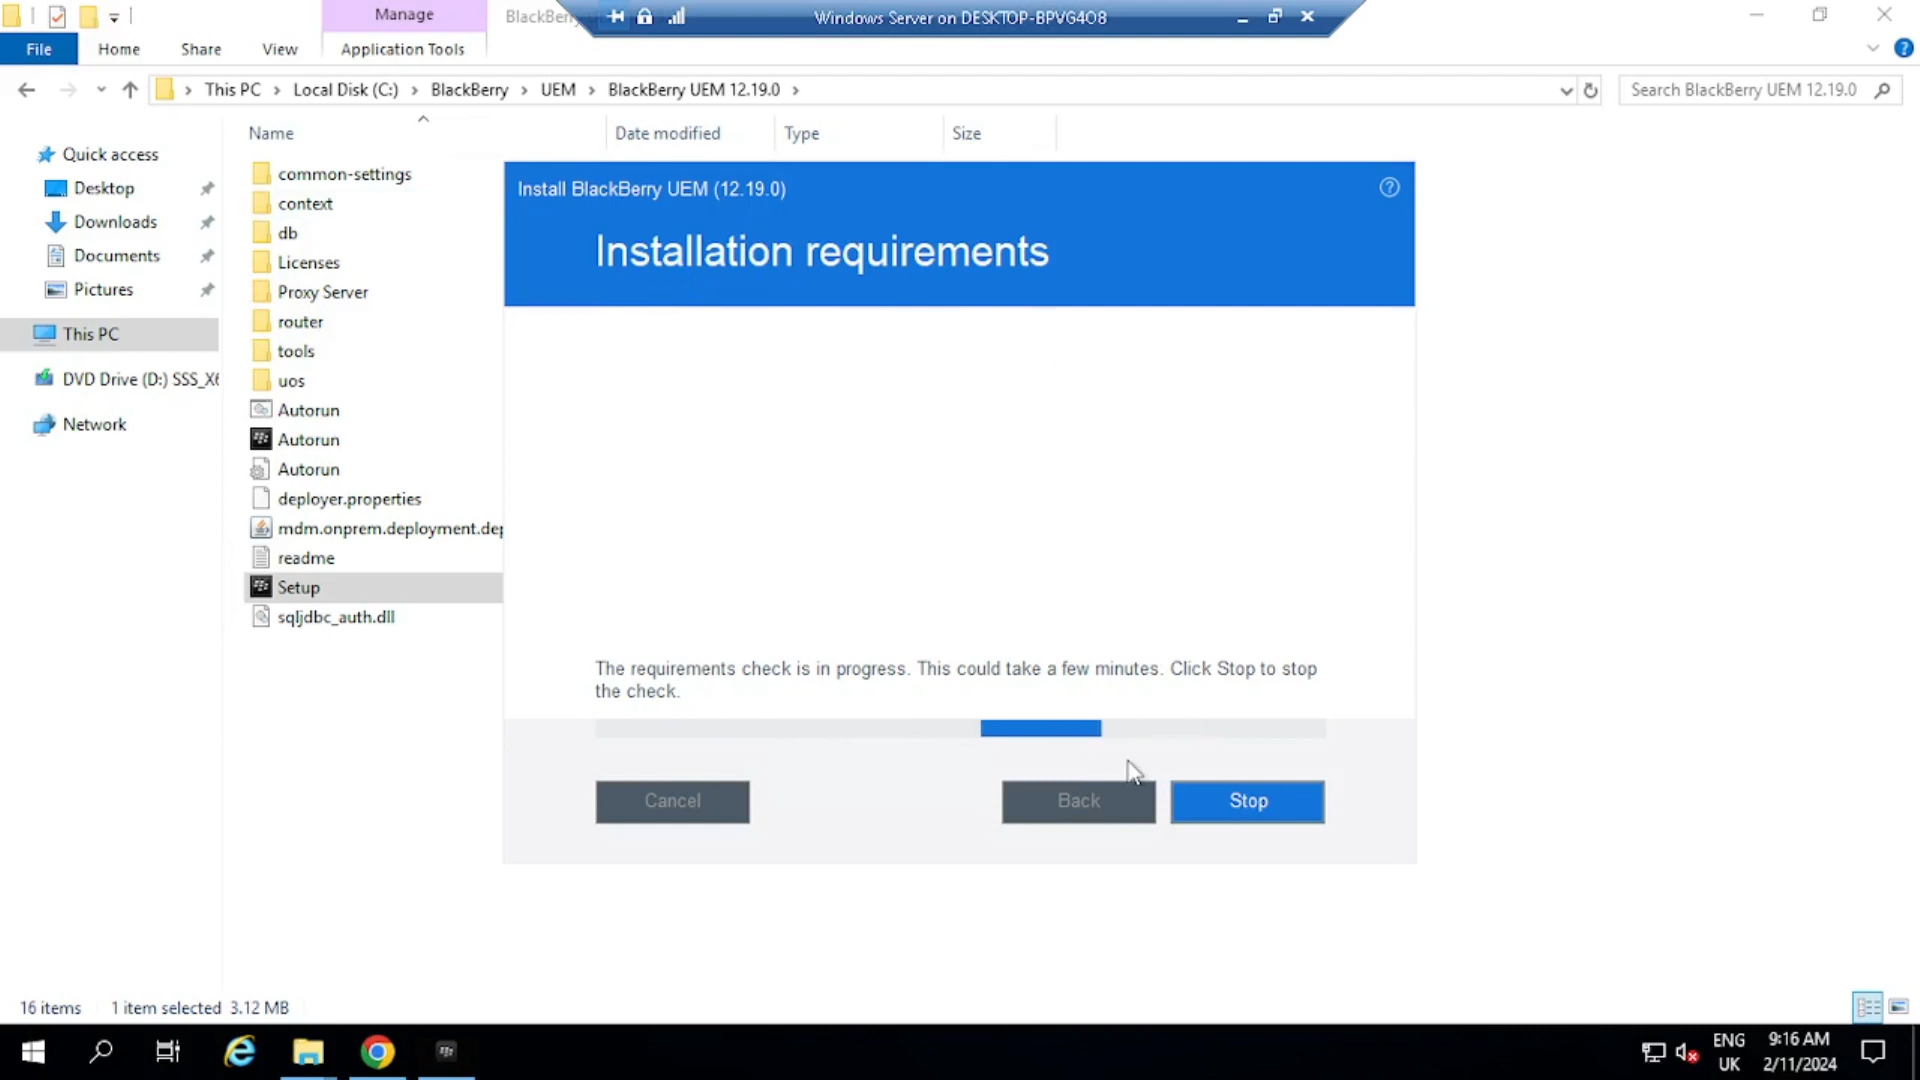 Manage
Windows Server on DESKTOP-BPVG4O8
File
Home
Share
View
Application Tools
This PC
Local Disk (C:)
BlackBerry
UEM
BlackBerry UEM 12.19.0
Search BlackBerry UEM 12.19.0
Name
Date modified
Type
Size
Quick access
Desktop
Downloads
Documents
Pictures
This PC
DVD Drive (D:) SSS_X6
Network
common-settings
context
db
Licenses
Proxy Server
router
tools
uos
Autorun
Autorun
Autorun
deployer.properties
mdm.onprem.deployment.dep
readme
Setup
sqljdbc_auth.dll
Install BlackBerry UEM (12.19.0)
Installation requirements
The requirements check is in progress. This could take a few minutes. Click Stop to stop
the check.
Cancel
Back
Stop
16 items
1 item selected 3.12 MB
ENG
UK
9:16 AM
2/11/2024